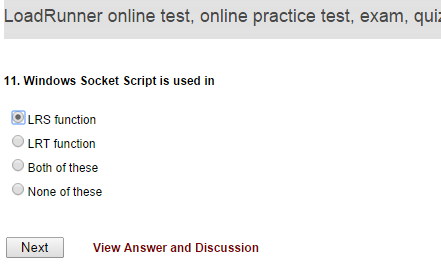 LoadRunner online test, online practice test, exam, quiz
11. Windows Socket Script is used in
LRS function
LRT function
Both of these
None of these
Next View Answer and Discussion